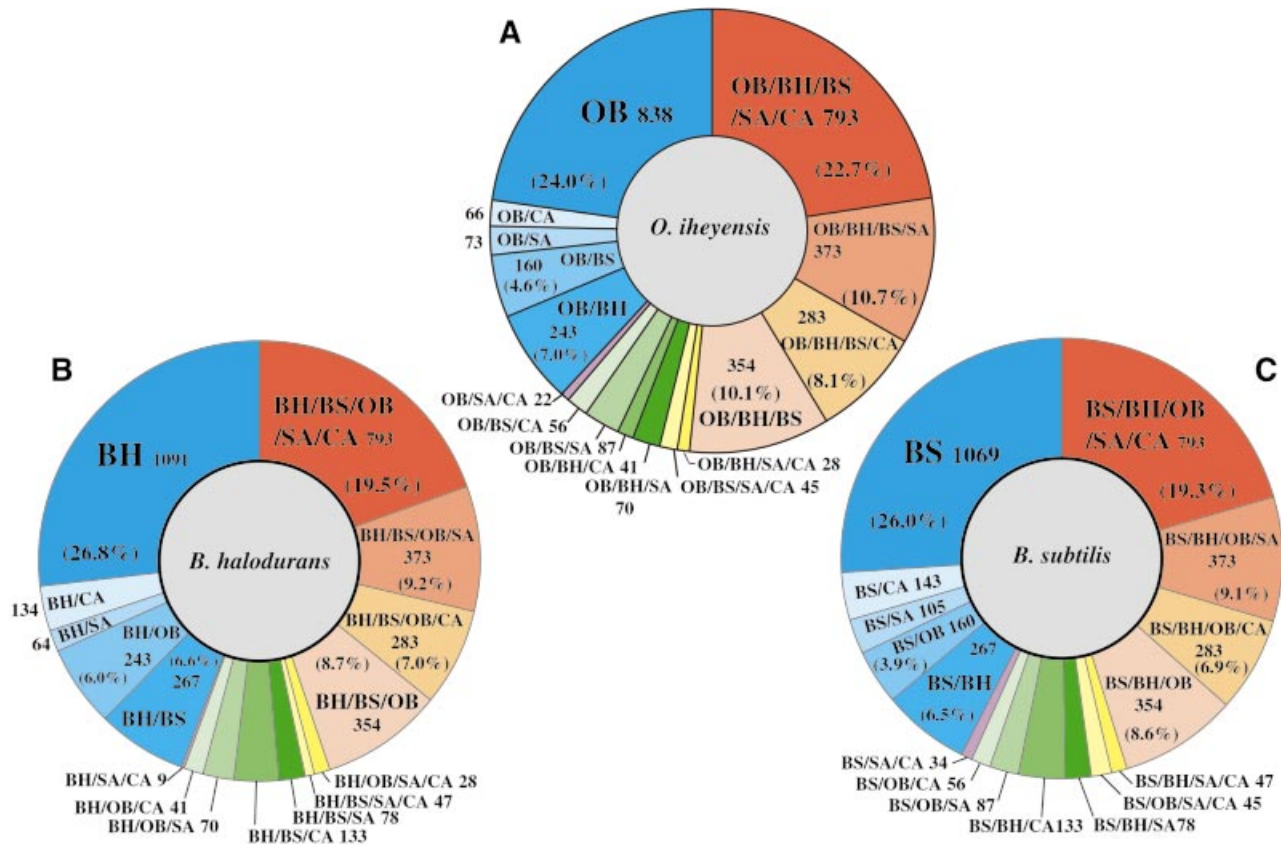 A
OB 838
(24.0%)
OB/BH/BS
/SA/CA 793
(22.7%)
OB/BH/BS/SA
373
(10.7%)
283
OB/BH/BS/CA
(8.1%)
354
(10.1%)
OB/BH/BS
OB/BH/SA/CA 28
OB/BS/SA/CA 45
OB/BH/SA
70
OB/BH/CA 41
OB/BS/SA 87
OB/BS/CA 56
OB/SA/CA 22
OB/BH
243
(7.0%)
OB/BS
160
(4.6%)
73
OB/SA
66
OB/CA
O. iheyensis
B
BH 1091
(26.8%)
BH/BS/OB
/SA/CA 793
(19.5%)
BH/BS/OB/SA
373
(9.2%)
BH/BS/OB/CA
283
(7.0%)
(8.7%)
BH/BS/OB
354
BH/OB/SA/CA 28
BH/BS/SA/CA 47
BH/BS/SA 78
BH/BS/CA 133
BH/OB/SA 70
BH/OB/CA 41
BH/SA/CA 9
(6.6%)
267
BH/BS
BH/OB
243
(6.0%)
64
BH/SA
134
BH/CA
B. halodurans
C
BS 1069
(26.0%)
BS/BH/OB
/SA/CA 793
(19.3%)
BS/BH/OB/SA
373
(9.1%)
BS/BH/OB/CA
283
(6.9%)
BS/BH/OB
354
(8.6%)
BS/BH/SA/CA 47
BS/OB/SA/CA 45
BS/BH/SA78
BS/BH/CA133
BS/OB/SA 87
BS/OB/CA 56
BS/SA/CA 34
267
BS/BH
(6.5%)
BS/OB 160
(3.9%)
BS/SA 105
BS/CA 143
B. subtilis